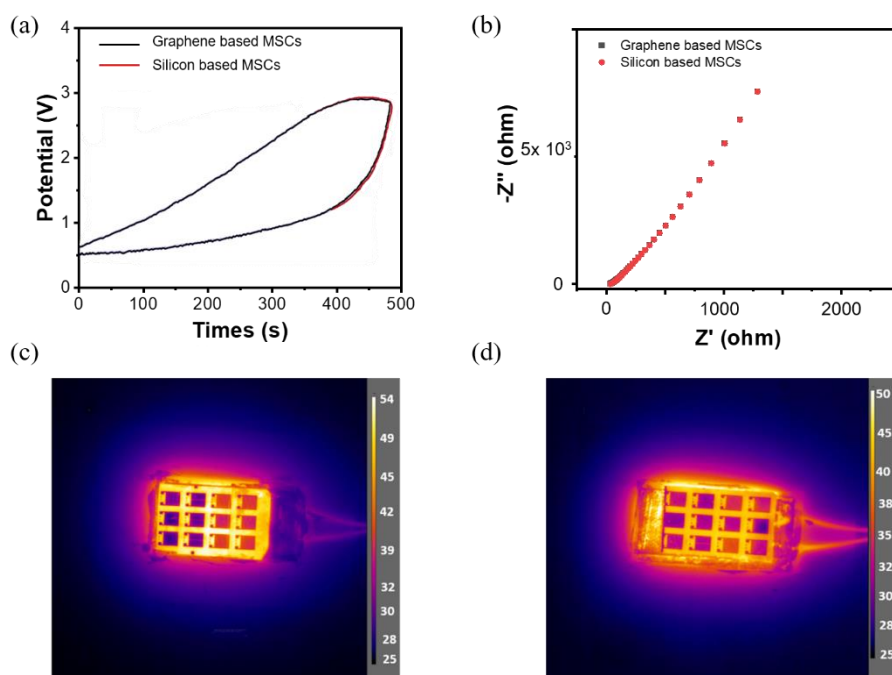 (a)
4
3
2
1
0
Potential (V)
Graphene based MSCs
Silicon based MSCs
0 100 200 300 400 500
Times (s)
(b)
Graphene based MSCs
Silicon based MSCs
5x 10³
0
-Z'' (ohm)
0 1000 2000
Z' (ohm)
(c)
54
49
45
42
39
32
30
28
25
(d)
50
45
40
38
35
32
30
28
25